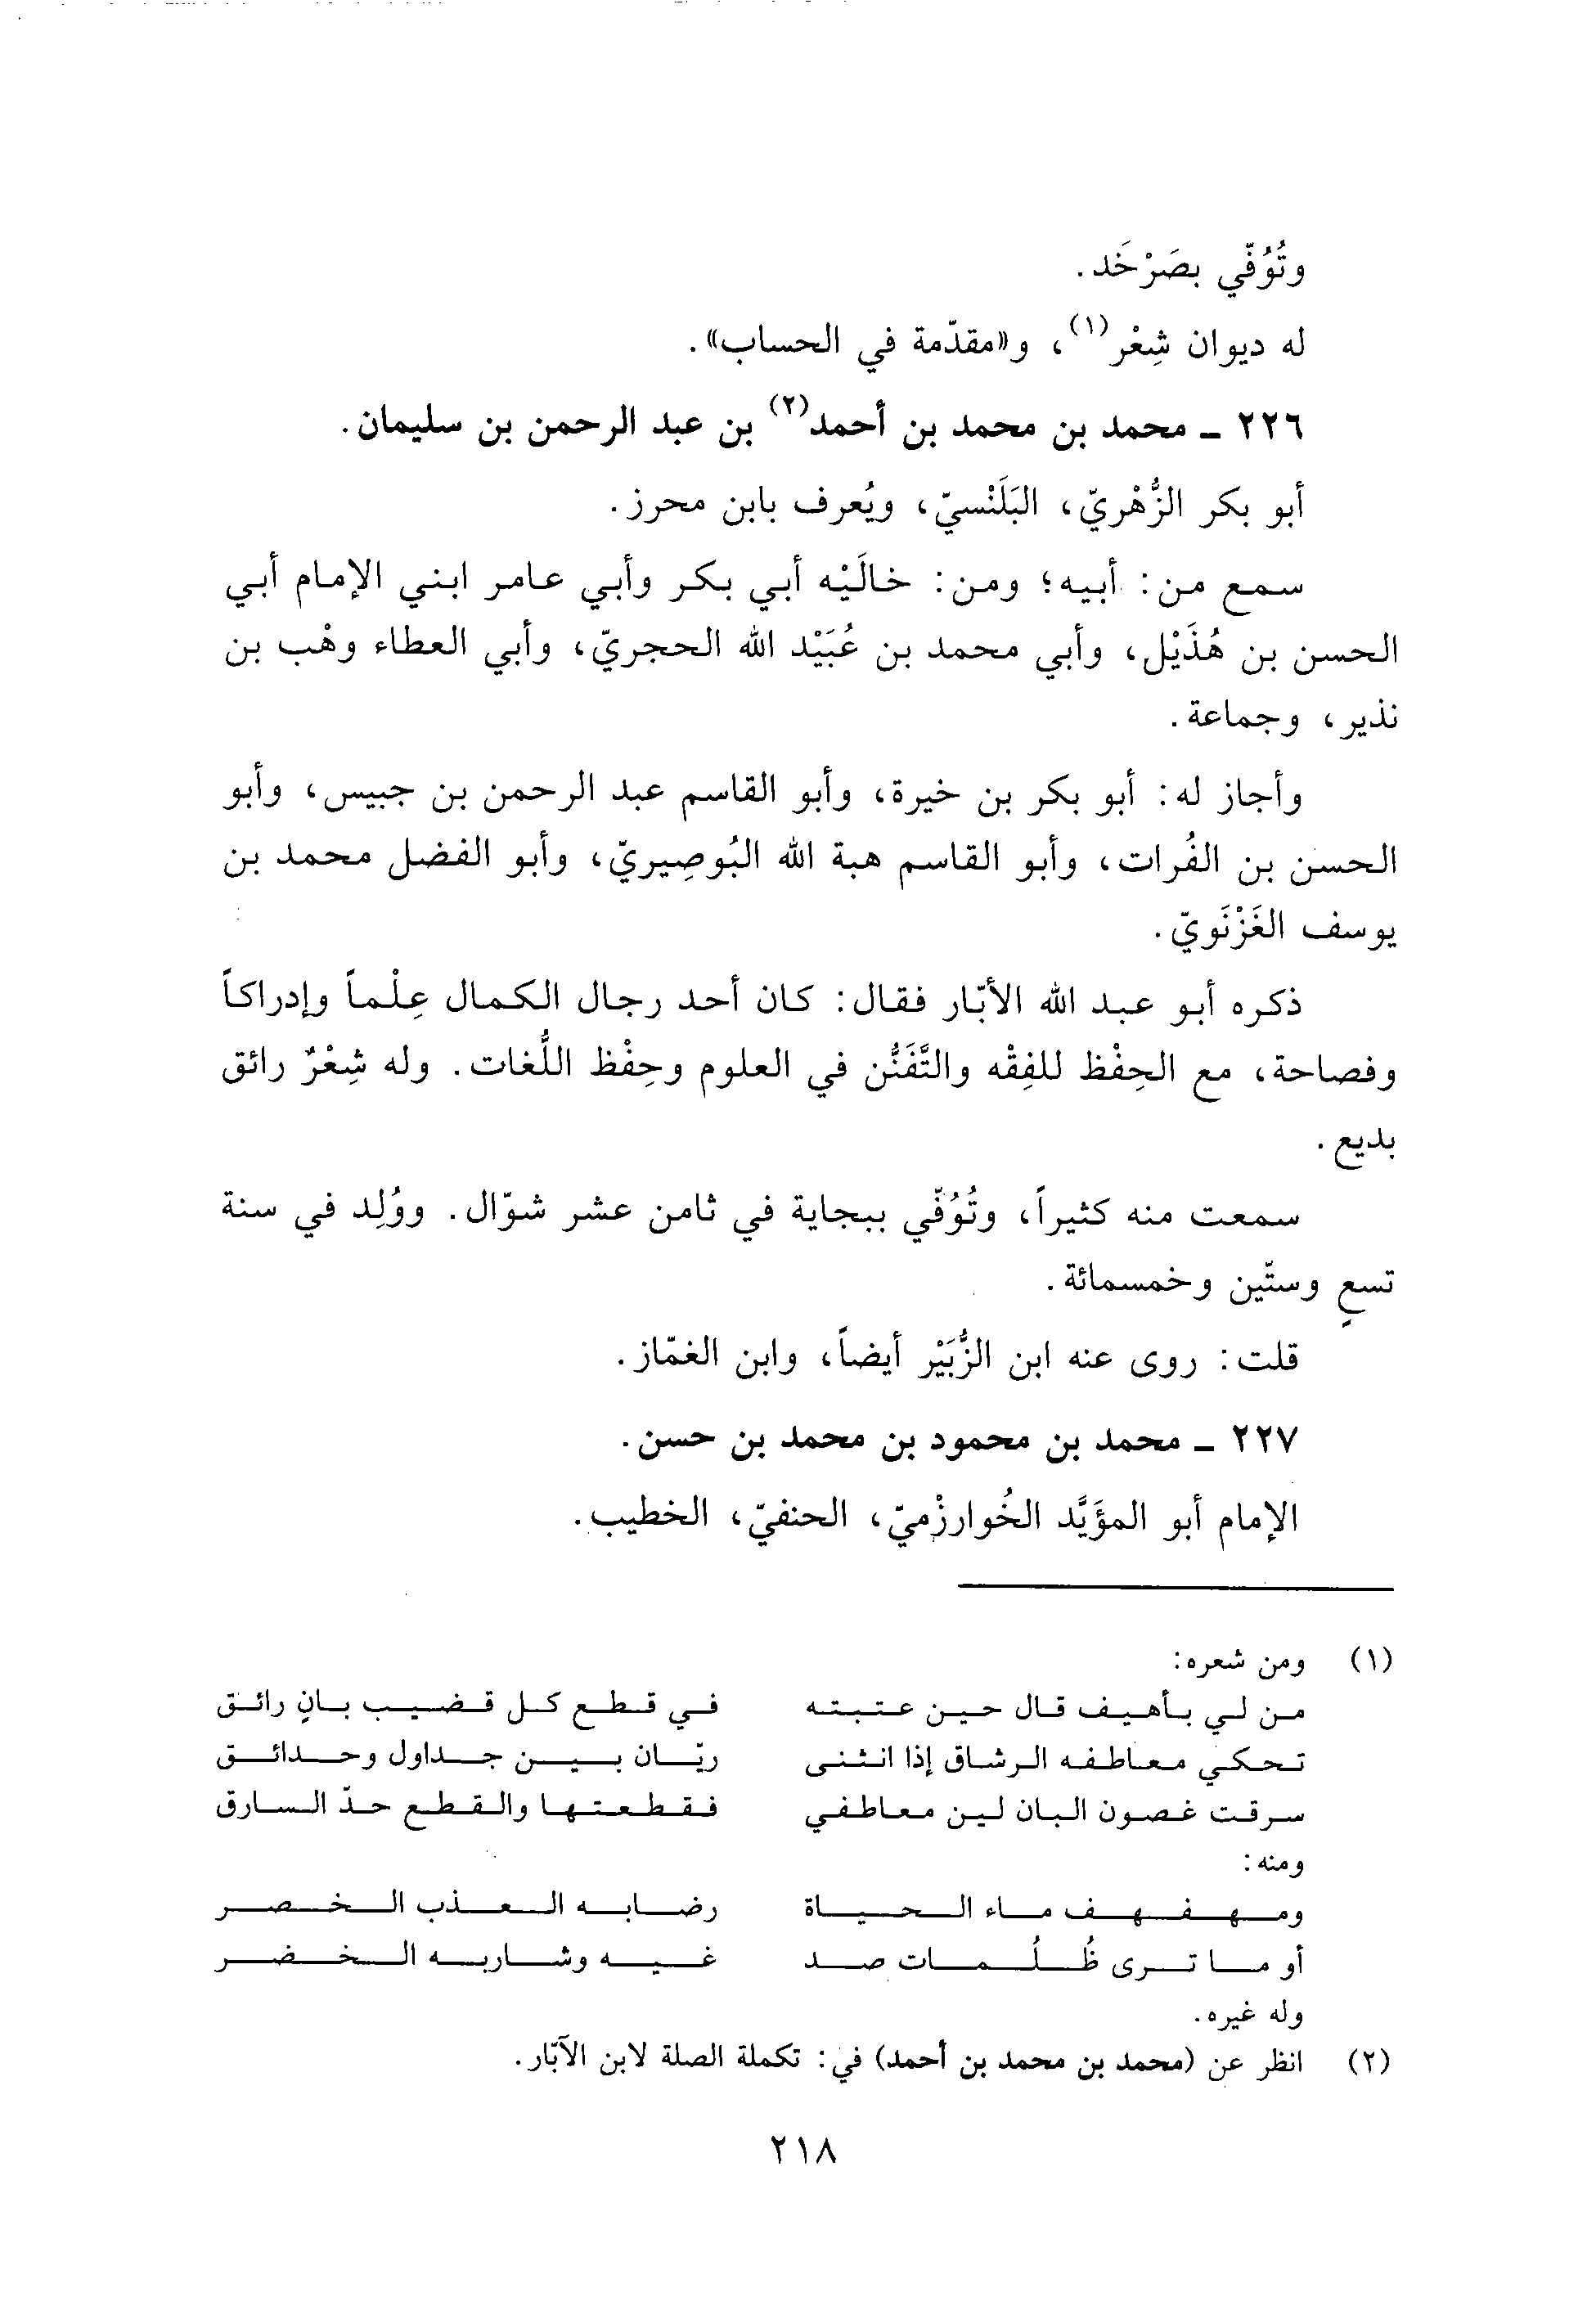 وتُوُفّي بصَرْخَد.
له ديوان شِعْر(١)، و«مقدّمة في الحساب».
٢٢٦ ـ محمد بن محمد بن أحمد(٢) بن عبد الرحمن بن سليمان.
أبو بكر الزُّهْريّ، البَلَنْسيّ، ويُعرف بابن محرز.
سمع من: أبيه؛ ومن: خالَيْه أبي بكر وأبي عامر ابني الإمام أبي
الحسن بن هُذَيْل، وأبي محمد بن عُبَيْد الله الحجريّ، وأبي العطاء وهْب بن
نذير، وجماعة.
وأجاز له: أبو بكر بن خيرة، وأبو القاسم عبد الرحمن بن جبيس، وأبو
الحسن بن الفُرات، وأبو القاسم هبة الله البُوصِيريّ، وأبو الفضل محمد بن
يوسف الغَزْنَويّ.
ذكره أبو عبد الله الأبّار فقال: كان أحد رجال الكمال عِلْماً وإدراكاً
وفصاحة، مع الحِفْظ للفِقْه والتَّفَنُّن في العلوم وحِفْظ اللُّغات. وله شِعْرٌ رائق
بديع.
سمعت منه كثيراً، وتُوُفّي ببجاية في ثامن عشر شوّال. ووُلِد في سنة
تسعٍ وستّين وخمسمائة.
قلت: روى عنه ابن الزُّبَيْر أيضاً، وابن الغمّاز.
٢٢٧ ـ محمد بن محمود بن محمد بن حسن.
الإمام أبو المؤَيَّد الخُوارزْميّ، الحنفيّ، الخطيب.
(١) ومن شعره:
من لي بأهيف قال حين عتبته في قطع كل قضيب بانٍ رائق
تحكي معاطفه الرشاق إذا انثنى ريّان بين جداول وحدائق
سرقت غصون البان لين معاطفي فقطعتها والقطع حدّ السارق
ومنه:
ومهفهف ماء الحياة رضابه العذب الخصر
أو ما ترى ظُلُمات صد غيه وشاربه الخضر
وله غيره.
(٢) انظر عن (محمد بن محمد بن أحمد) في: تكملة الصلة لابن الآبّار.
٢١٨